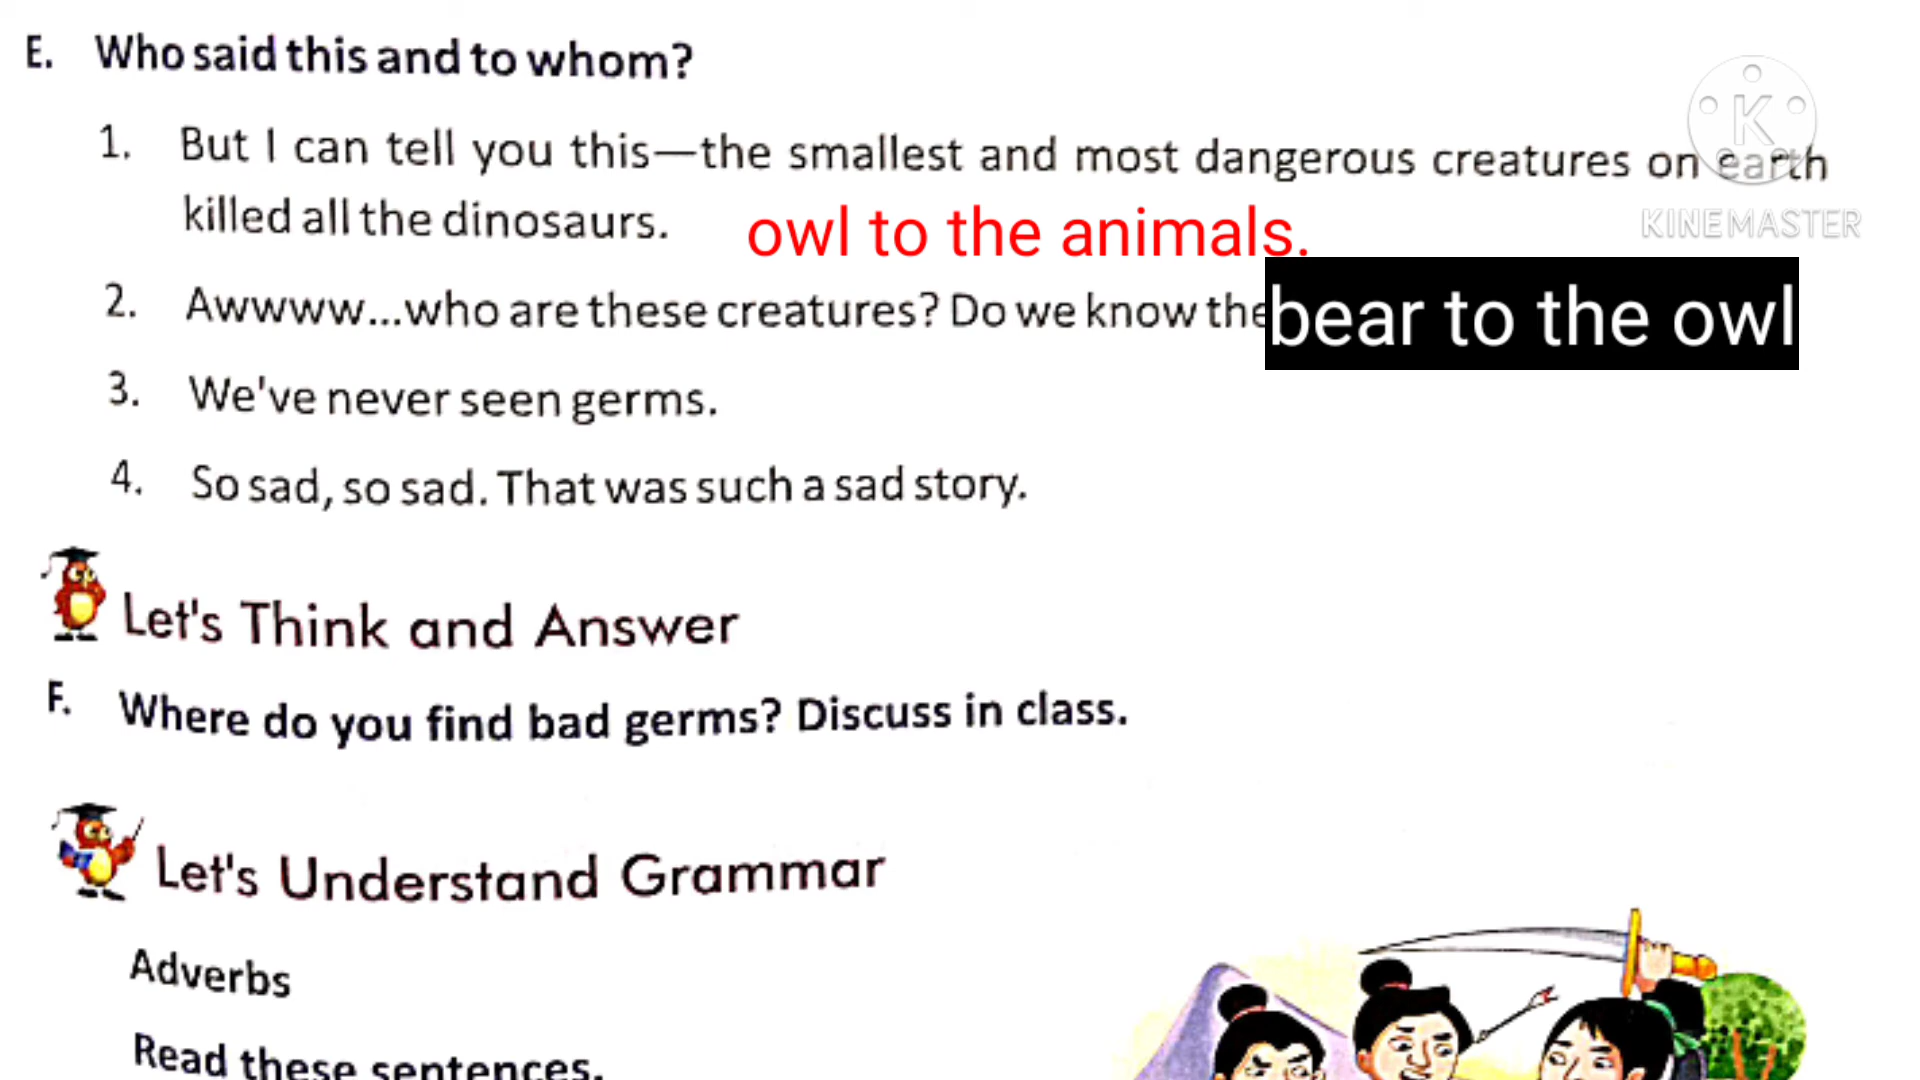 E. Who said this and to whom?
1. But I can tell you this—the smallest and most dangerous creatures on earth
killed all the dinosaurs. owl to the animals.
2. Awwww...who are these creatures? Do we know the bear to the owl
3. We've never seen germs.
4. So sad, so sad. That was such a sad story.
Let's Think and Answer
F. Where do you find bad germs? Discuss in class.
Let's Understand Grammar
Adverbs
Read these sentences.
K
KINEMASTER